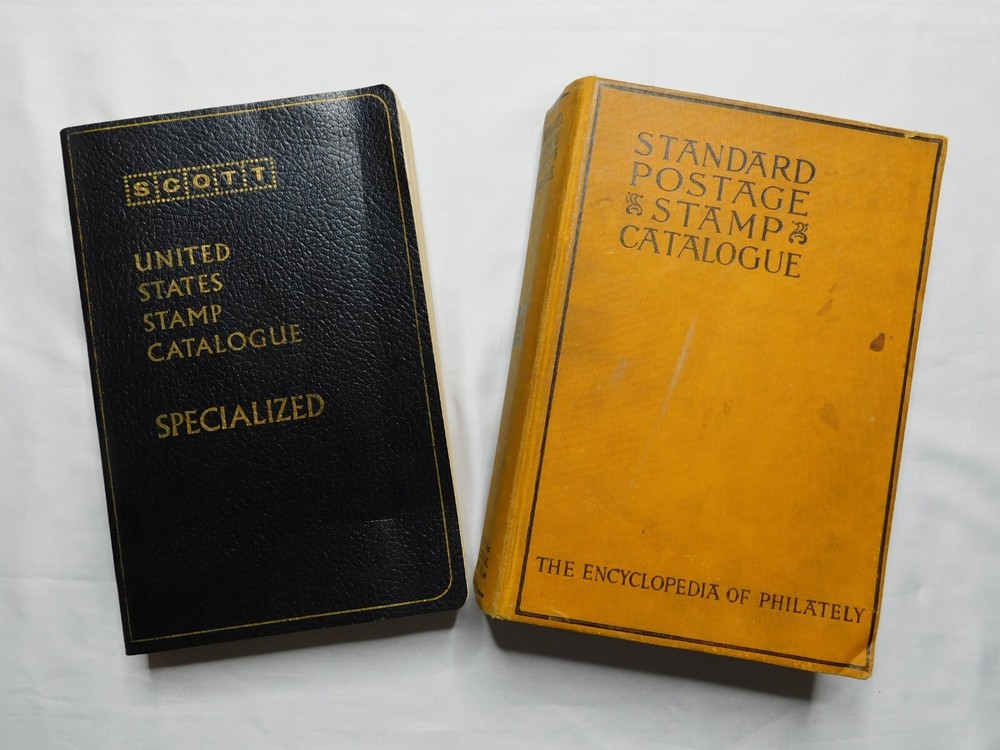 SCOTT
UNITED
STATES
STAMP
CATALOGUE
SPECIALIZED
STANDARD
POSTAGE
STAMP
CATALOGUE
THE ENCYCLOPEDIA OF PHILATELY